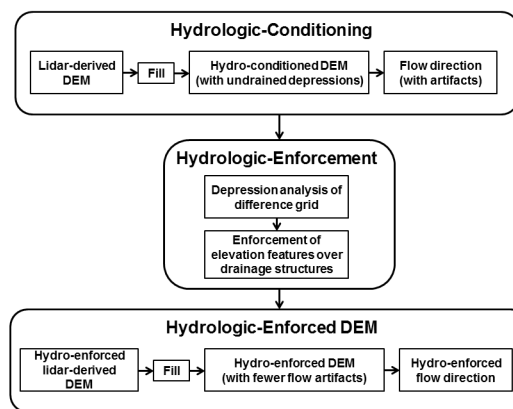 Hydrologic-Conditioning
Lidar-derived
DEM
Fill
Hydro-conditioned DEM
(with undrained depressions)
Flow direction
(with artifacts)
Hydrologic-Enforcement
Depression analysis of
difference grid
Enforcement of
elevation features over
drainage structures
Hydrologic-Enforced DEM
Hydro-enforced
lidar-derived
DEM
Fill
Hydro-enforced DEM
(with fewer flow artifacts)
Hydro-enforced
flow direction